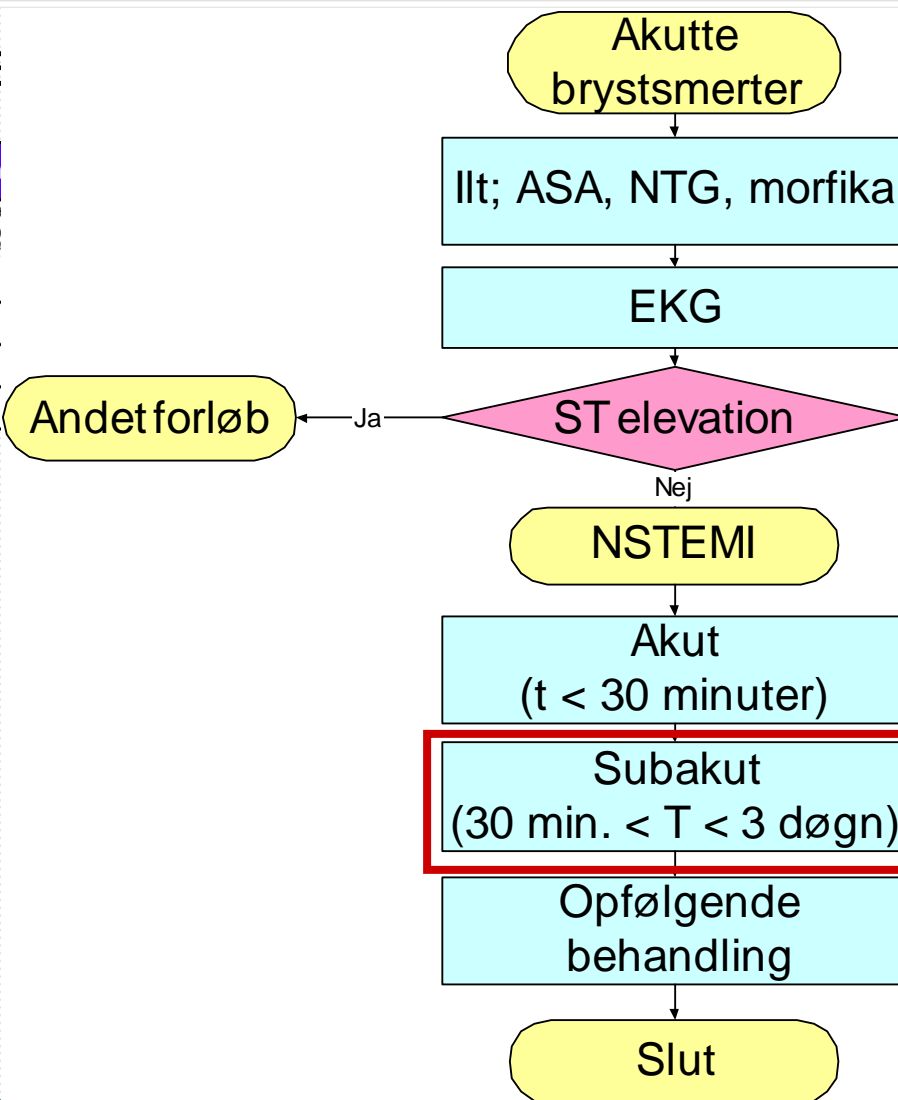 Akutte
brystsmerter
Ilt; ASA, NTG, morfika
EKG
ST elevation
Ja
Andet forløb
Nej
NSTEMI
Akut
(t < 30 minuter)
Subakut
(30 min. < T < 3 døgn)
Opfølgende
behandling
Slut